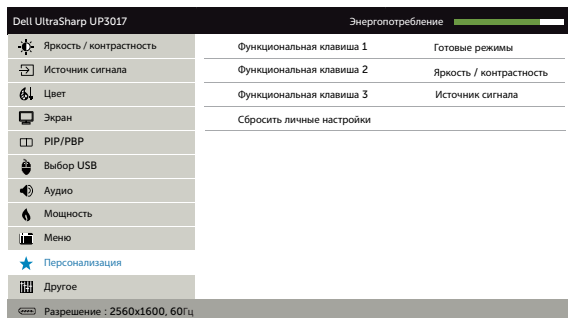 Dell UltraSharp UP3017 Энергопотребление
Яркость / контрастность Функциональная клавиша 1 Готовые режимы
Источник сигнала Функциональная клавиша 2 Яркость / контрастность
Цвет Функциональная клавиша 3 Источник сигнала
Экран Сбросить личные настройки
PIP/PBP
Выбор USB
Аудио
Мощность
Меню
Персонализация
Другое
Разрешение : 2560x1600, 60Гц